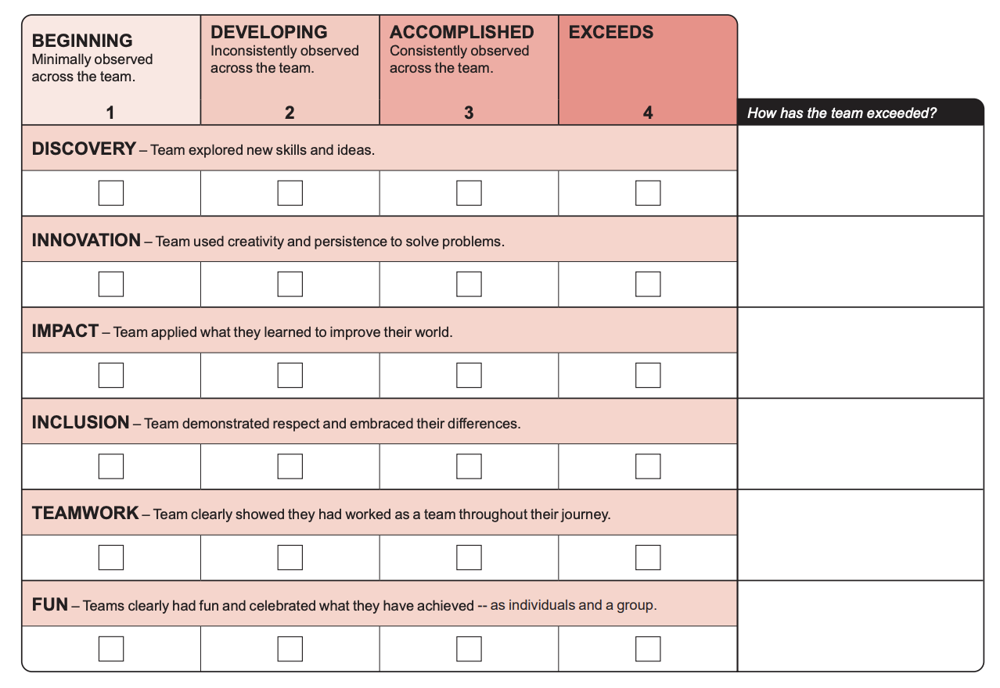 BEGINNING
Minimally observed
across the team.
1
DEVELOPING
Inconsistently observed
across the team.
2
ACCOMPLISHED
Consistently observed
across the team.
3
EXCEEDS
4
How has the team exceeded?
DISCOVERY – Team explored new skills and ideas.
INNOVATION – Team used creativity and persistence to solve problems.
IMPACT – Team applied what they learned to improve their world.
INCLUSION – Team demonstrated respect and embraced their differences.
TEAMWORK – Team clearly showed they had worked as a team throughout their journey.
FUN – Teams clearly had fun and celebrated what they have achieved -- as individuals and a group.